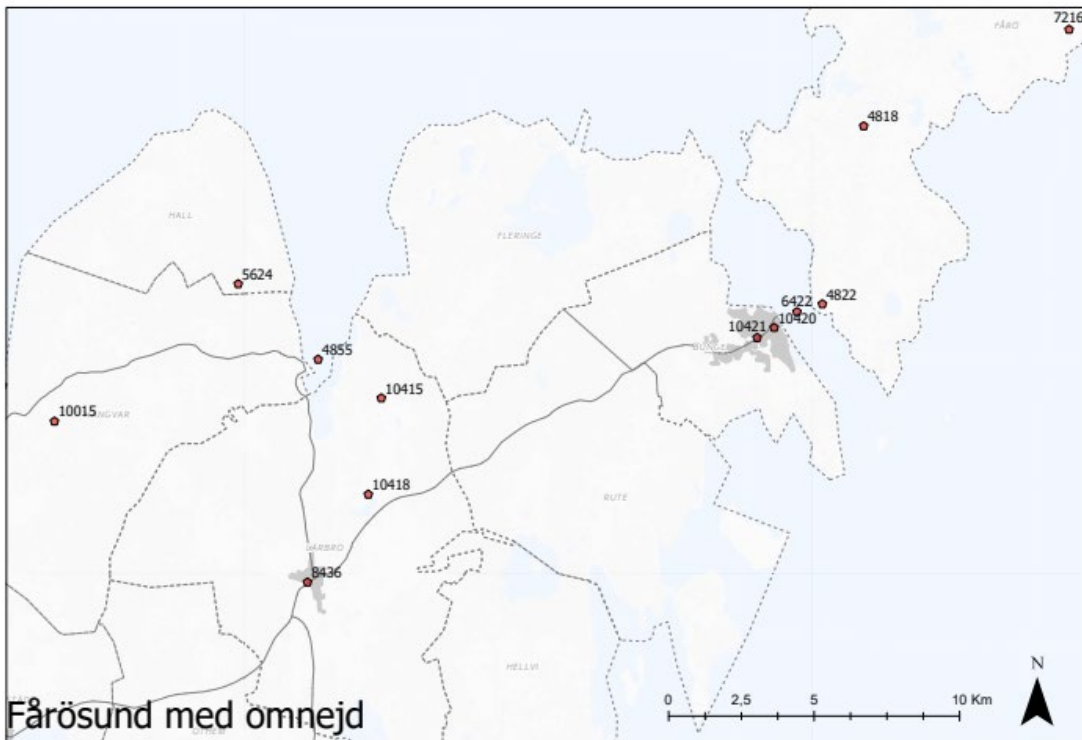 7216
FÅRÖ
4818
HALL
FLERINGE
5624
4822
6422
10420
10421
BUNGE
4855
10415
10015
10418
RUTE
LÄRBRO
8436
HELLVI
N
0 2,5 5 10 Km
Fårösund med omnejd
OTHEM